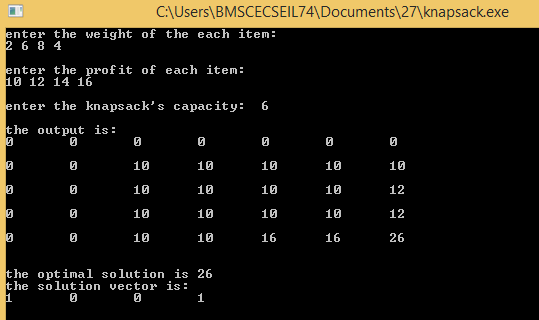 C:\Users\BMSCECSEIL74\Documents\27\knapsack.exe
enter the weight of the each item:
2 6 8 4
enter the profit of each item:
10 12 14 16
enter the knapsack's capacity:  6
the output is:
0 0 0 0 0 0 0
0 0 10 10 10 10 10
0 0 10 10 10 10 12
0 0 10 10 10 10 12
0 0 10 10 16 16 26
the optimal solution is 26
the solution vector is:
1 0 0 1